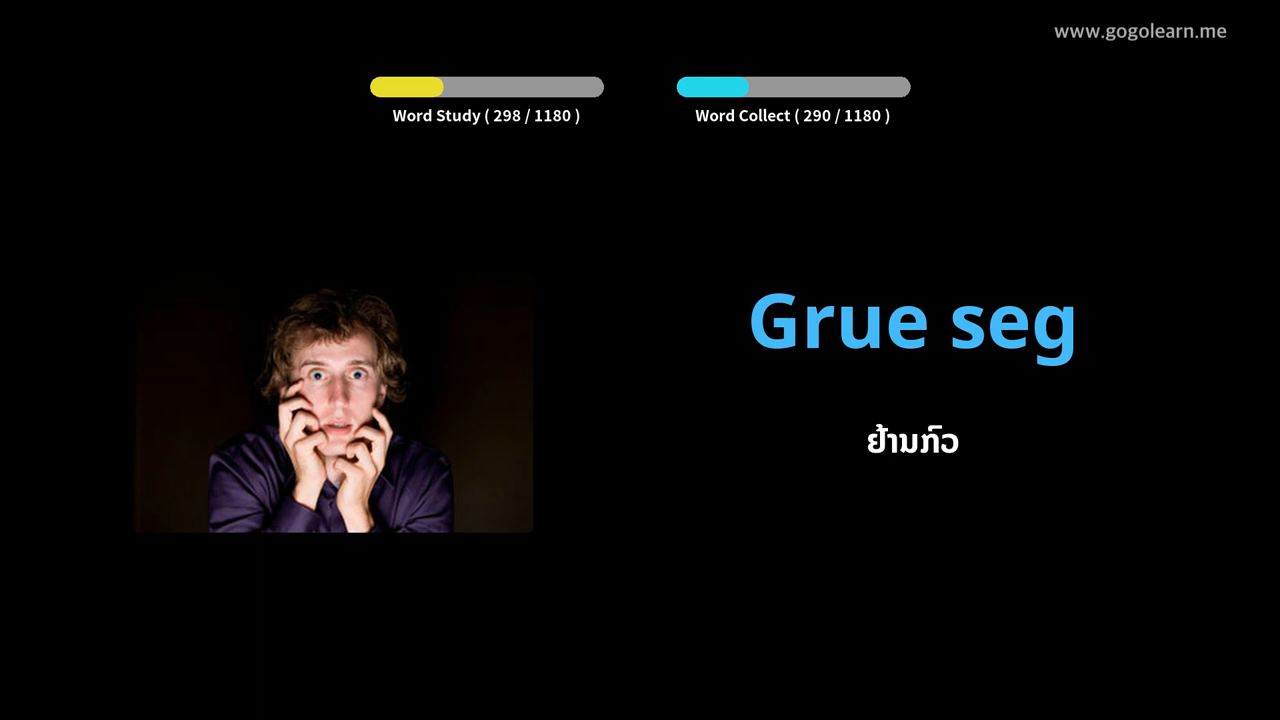 www.gogolearn.me
Word Study ( 298 / 1180 )
Word Collect ( 290 / 1180 )
Grue seg
ຢ້ານກົວ